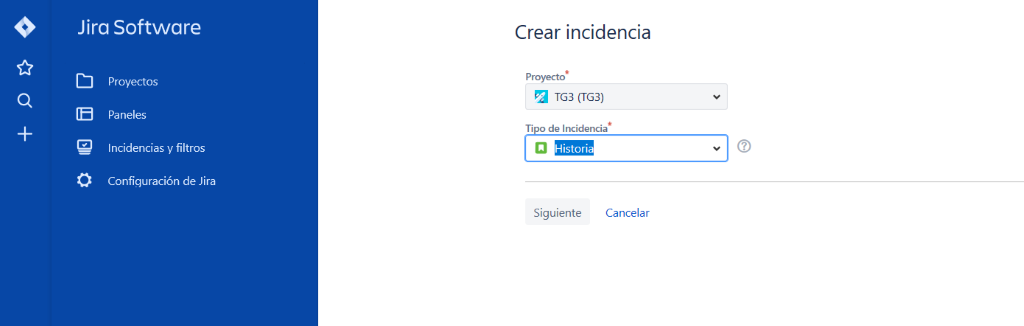 Jira Software
Proyectos
Paneles
Incidencias y filtros
Configuración de Jira
Crear incidencia
Proyecto*
TG3 (TG3)
Tipo de Incidencia*
Historia
Siguiente Cancelar